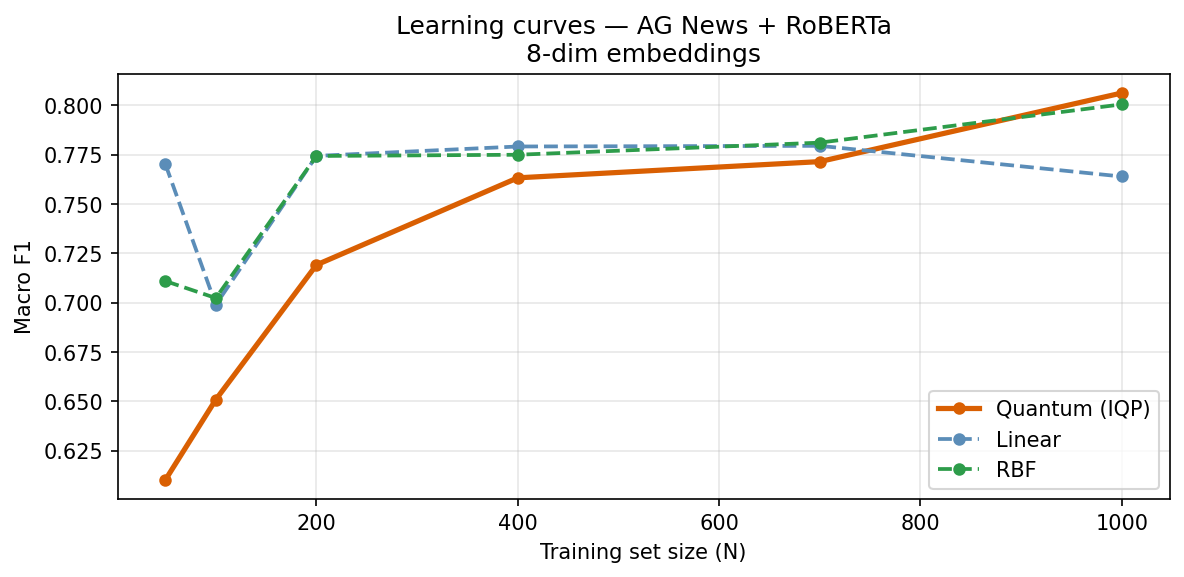 Learning curves — AG News + RoBERTa
8-dim embeddings
Macro F1
0.800
0.775
0.750
0.725
0.700
0.675
0.650
0.625
Quantum (IQP)
Linear
RBF
200
400
600
800
1000
Training set size (N)